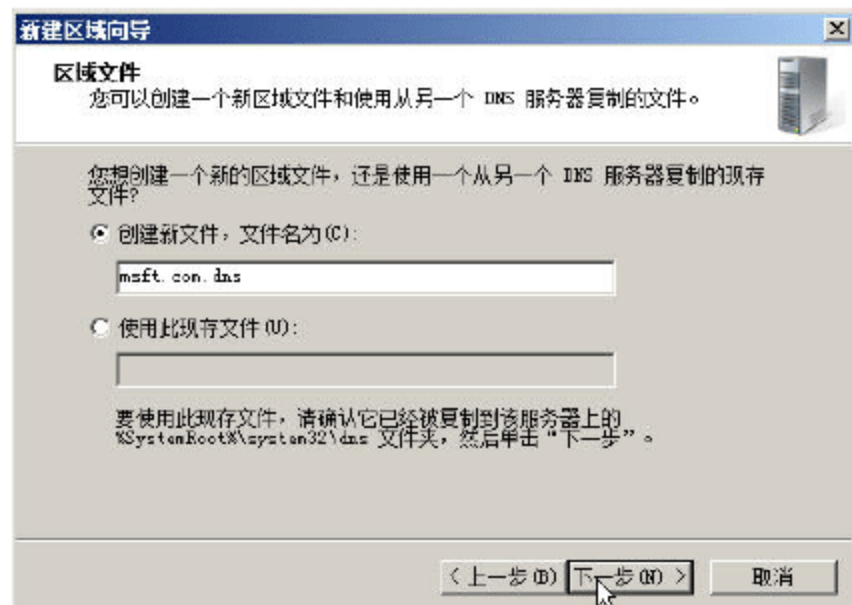 新建区域向导
区域文件
您可以创建一个新区域文件和使用从另一个 DNS 服务器复制的文件。
您想创建一个新的区域文件，还是使用一个从另一个 DNS 服务器复制的现存
文件?
创建新文件，文件名为(C):
msft.com.dns
使用此现存文件(U):
要使用此现存文件，请确认它已经被复制到该服务器上的
%SystemRoot%\system32\dns 文件夹，然后单击“下一步”。
< 上一步(B)
下一步(N) >
取消